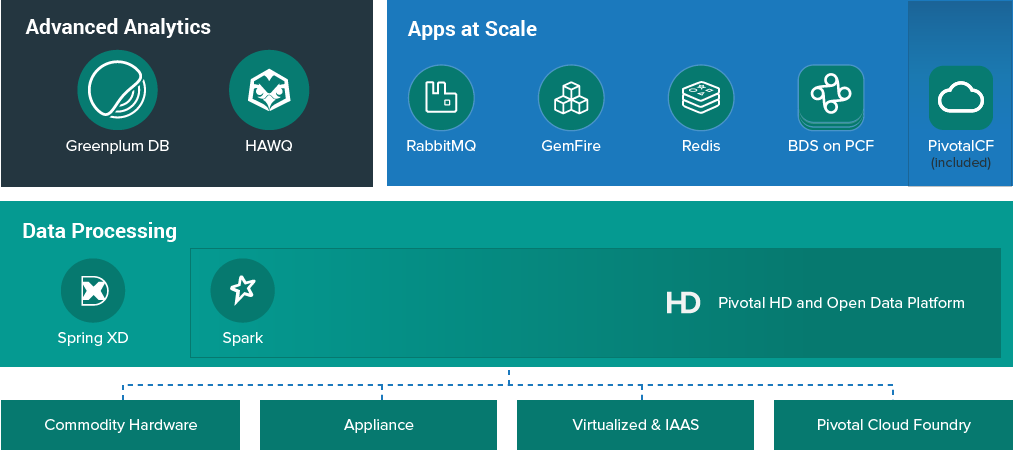 Advanced Analytics
Greenplum DB
HAWQ
Apps at Scale
RabbitMQ
GemFire
Redis
BDS on PCF
PivotalCF
(included)
Data Processing
Spring XD
Spark
HD
Pivotal HD and Open Data Platform
Commodity Hardware
Appliance
Virtualized & IAAS
Pivotal Cloud Foundry